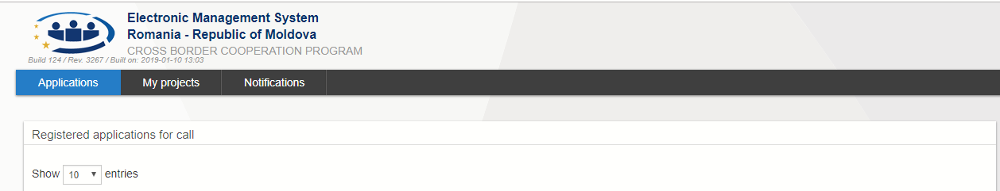 Electronic Management System
Romania - Republic of Moldova
CROSS BORDER COOPERATION PROGRAM
Build 124 / Rev. 3267 / Built on: 2019-01-10 13:03
Applications My projects Notifications
Registered applications for call
Show 10 entries